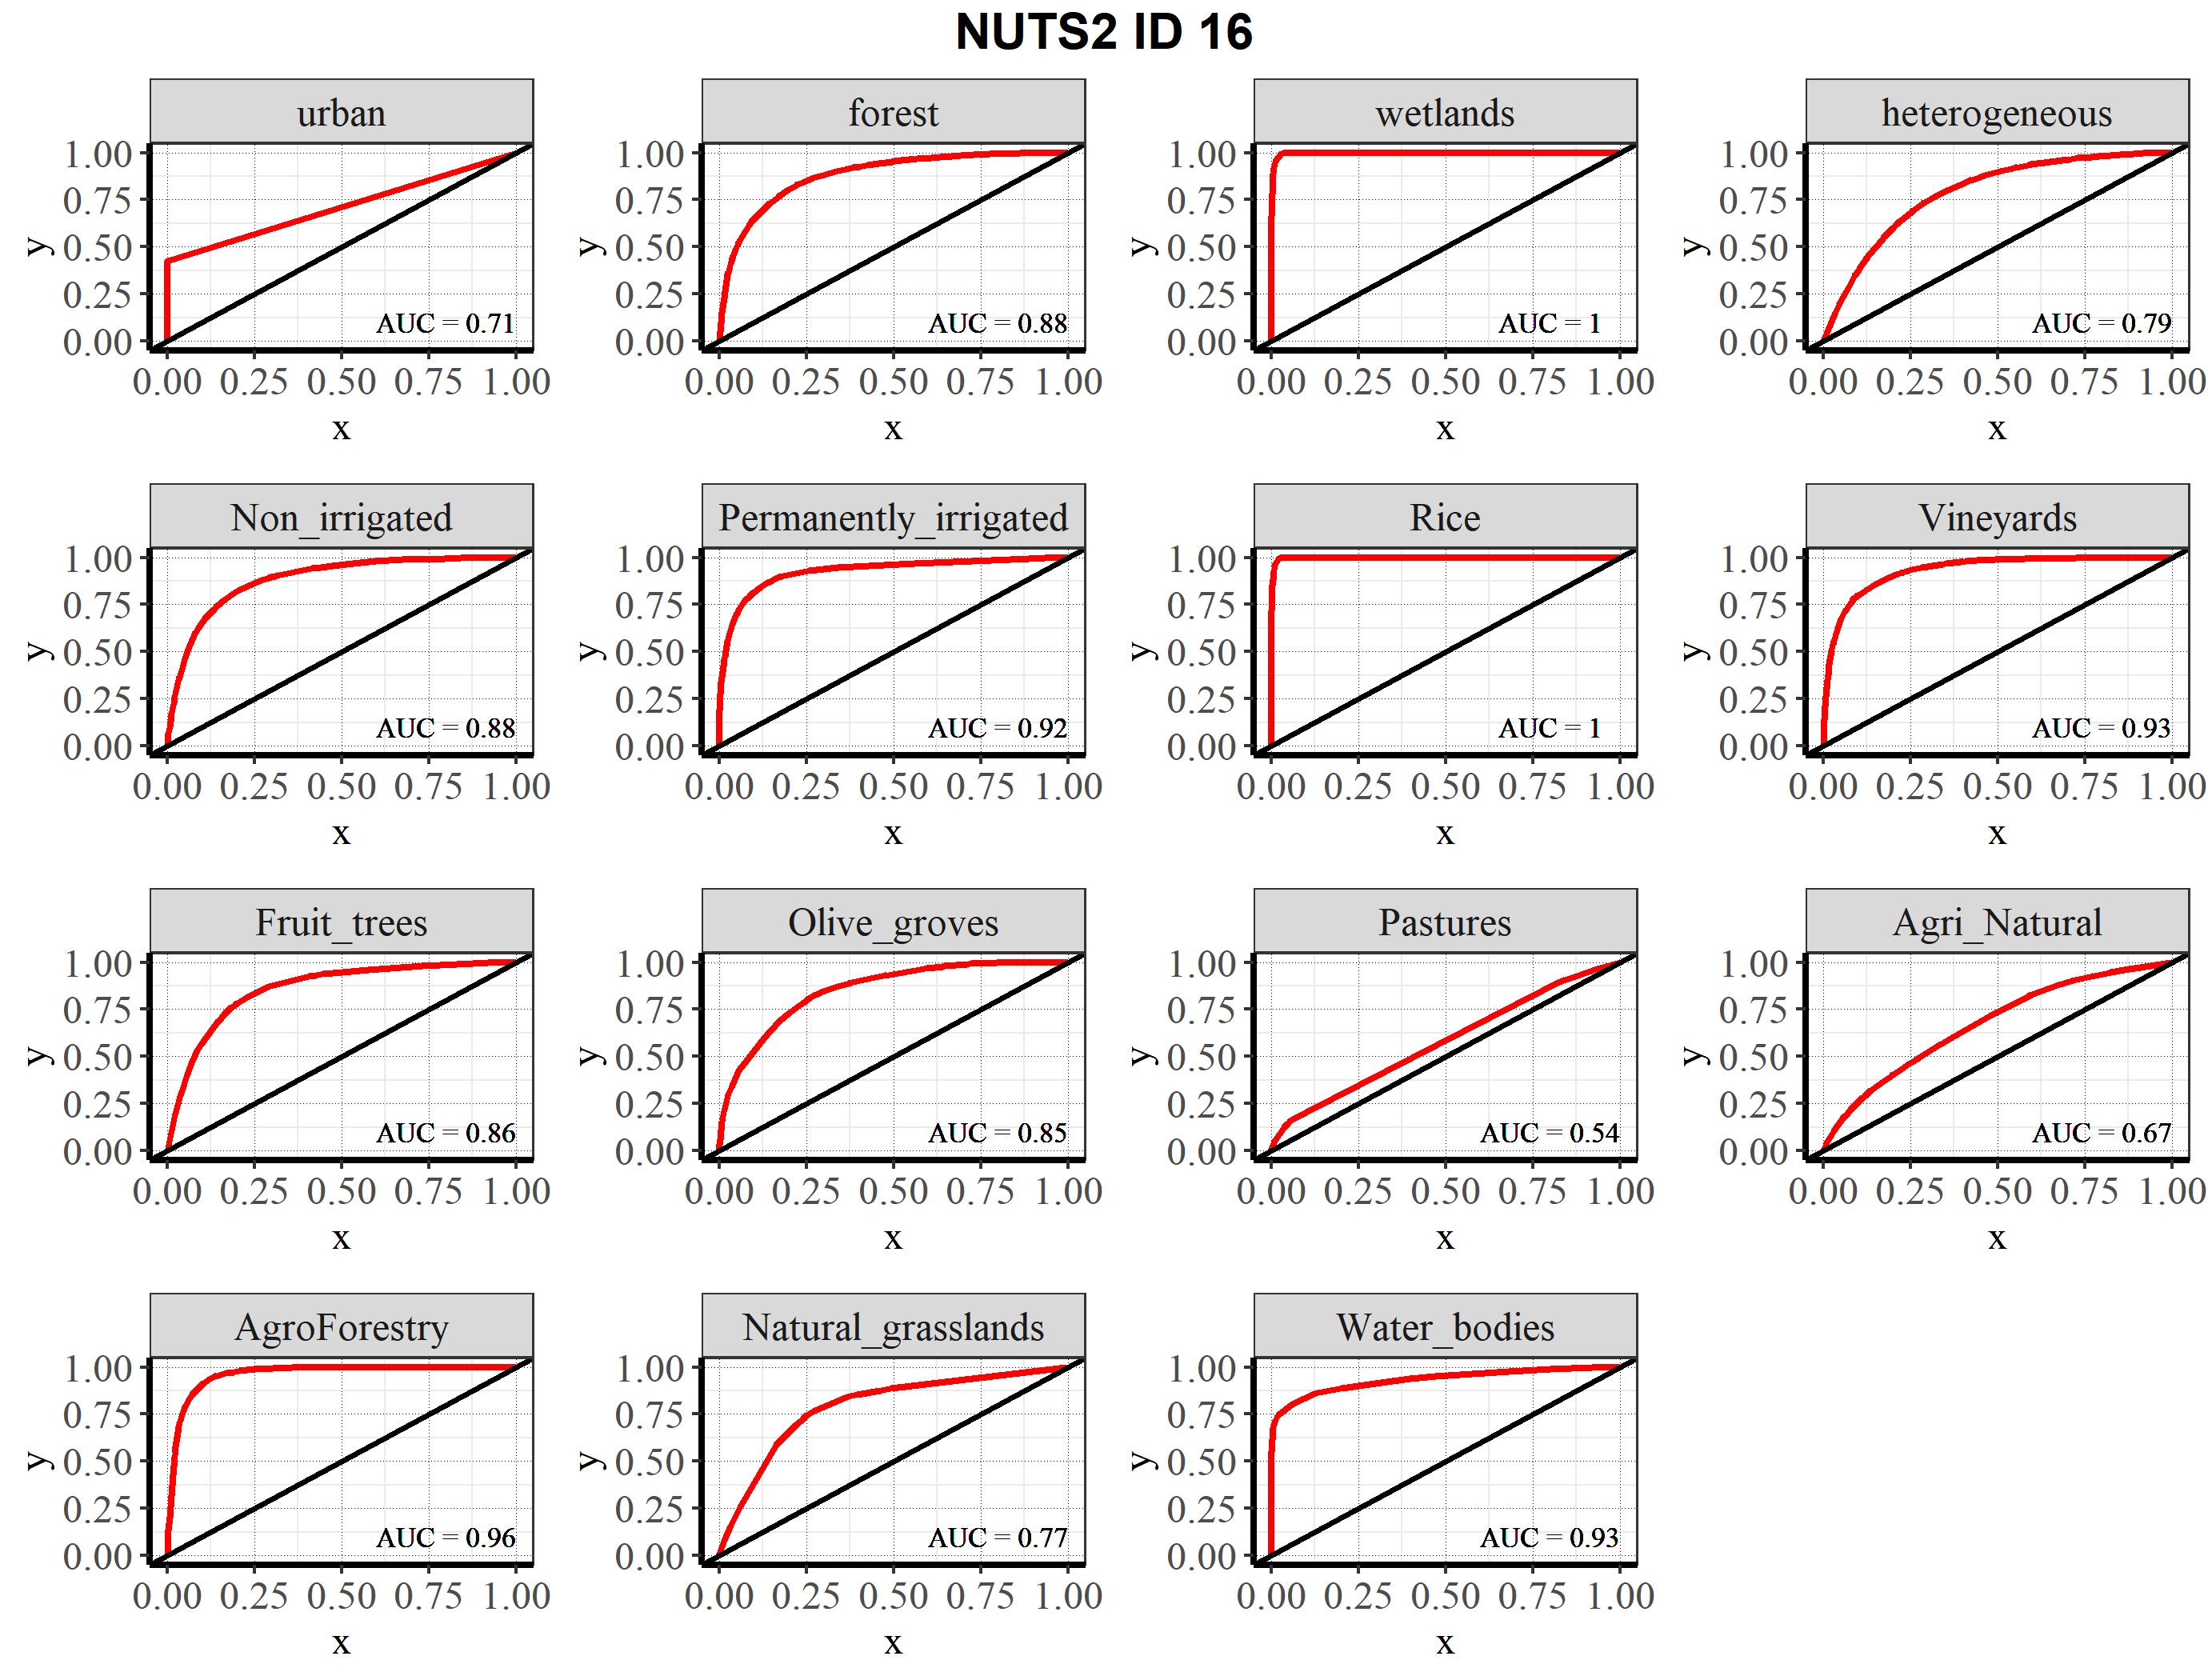 NUTS2 ID 16
urban forest wetlands heterogeneous
1.00 1.00 1.00 1.00
0.75 0.75 0.75 0.75
y 0.50 y 0.50 y 0.50 y 0.50
0.25 0.25 0.25 0.25
AUC = 0.71 AUC = 0.88 AUC = 1 AUC = 0.79
0.00 0.00 0.00 0.00
0.00 0.25 0.50 0.75 1.00 0.00 0.25 0.50 0.75 1.00 0.00 0.25 0.50 0.75 1.00 0.00 0.25 0.50 0.75 1.00
x x x x
Non_irrigated Permanently_irrigated Rice Vineyards
1.00 1.00 1.00 1.00
0.75 0.75 0.75 0.75
y 0.50 y 0.50 y 0.50 y 0.50
0.25 0.25 0.25 0.25
AUC = 0.88 AUC = 0.92 AUC = 1 AUC = 0.93
0.00 0.00 0.00 0.00
0.00 0.25 0.50 0.75 1.00 0.00 0.25 0.50 0.75 1.00 0.00 0.25 0.50 0.75 1.00 0.00 0.25 0.50 0.75 1.00
x x x x
Fruit_trees Olive_groves Pastures Agri_Natural
1.00 1.00 1.00 1.00
0.75 0.75 0.75 0.75
y 0.50 y 0.50 y 0.50 y 0.50
0.25 0.25 0.25 0.25
AUC = 0.86 AUC = 0.85 AUC = 0.54 AUC = 0.67
0.00 0.00 0.00 0.00
0.00 0.25 0.50 0.75 1.00 0.00 0.25 0.50 0.75 1.00 0.00 0.25 0.50 0.75 1.00 0.00 0.25 0.50 0.75 1.00
x x x x
AgroForestry Natural_grasslands Water_bodies
1.00 1.00 1.00
0.75 0.75 0.75
y 0.50 y 0.50 y 0.50
0.25 0.25 0.25
AUC = 0.96 AUC = 0.77 AUC = 0.93
0.00 0.00 0.00
0.00 0.25 0.50 0.75 1.00 0.00 0.25 0.50 0.75 1.00 0.00 0.25 0.50 0.75 1.00
x x x